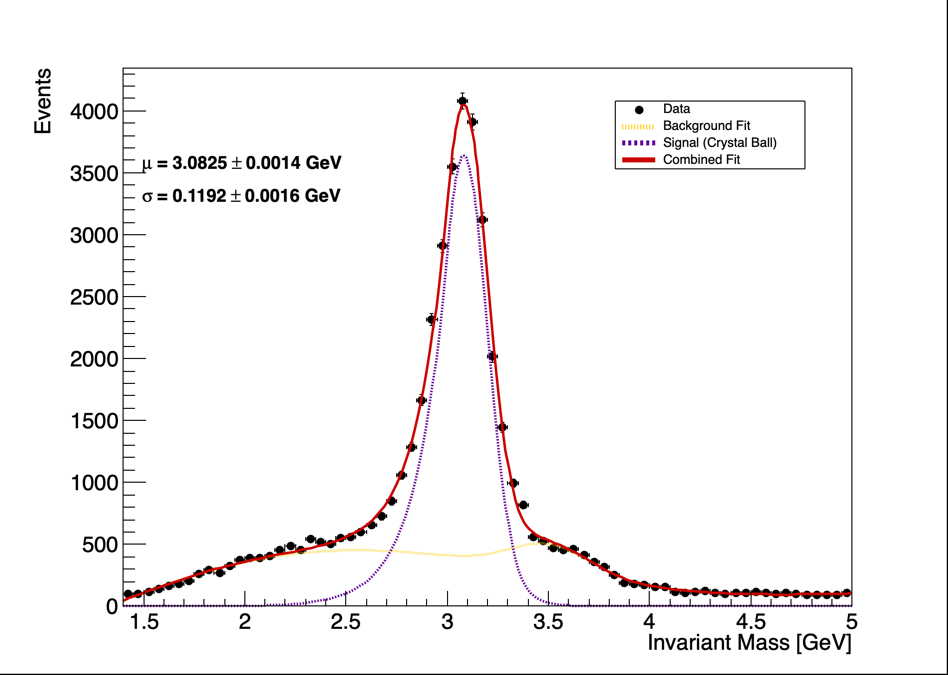 Events
4000
3500
3000
2500
2000
1500
1000
500
0
μ = 3.0825 ± 0.0014 GeV
σ = 0.1192 ± 0.0016 GeV
Data
Background Fit
Signal (Crystal Ball)
Combined Fit
1.5 2 2.5 3 3.5 4 4.5 5
Invariant Mass [GeV]